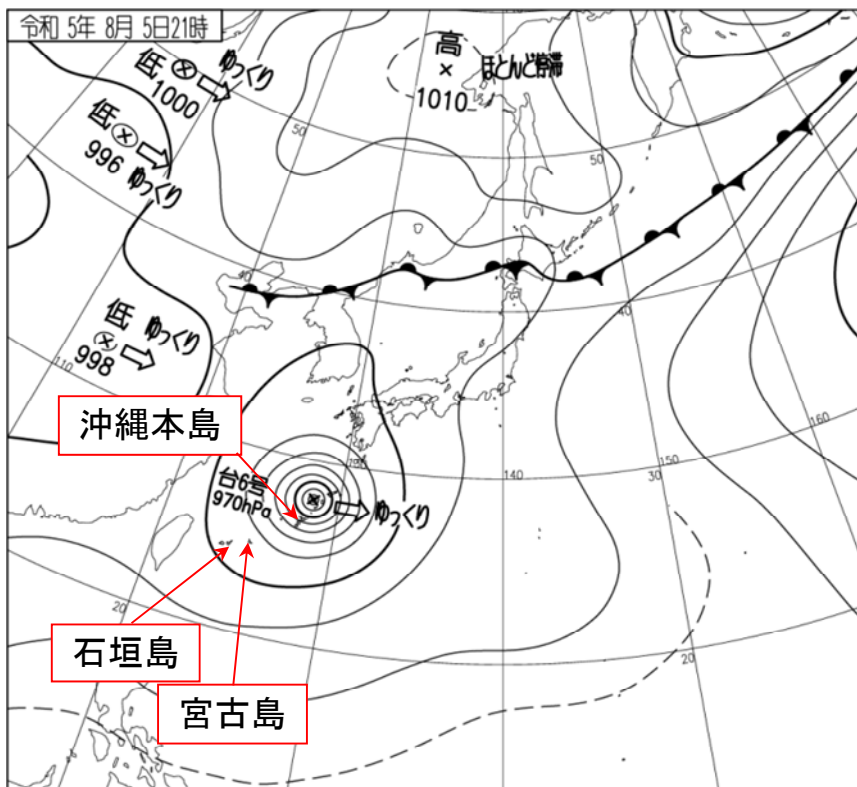 令和 5年 8月 5日21時
低 ゆっくり
1000
高
ほとんど停滞
1010
低
996 ゆっくり
50
50
40
40
低 ゆっくり
998
110
160
150
140
沖縄本島
台6号
970hPa
ゆっくり
20
20
石垣島
宮古島